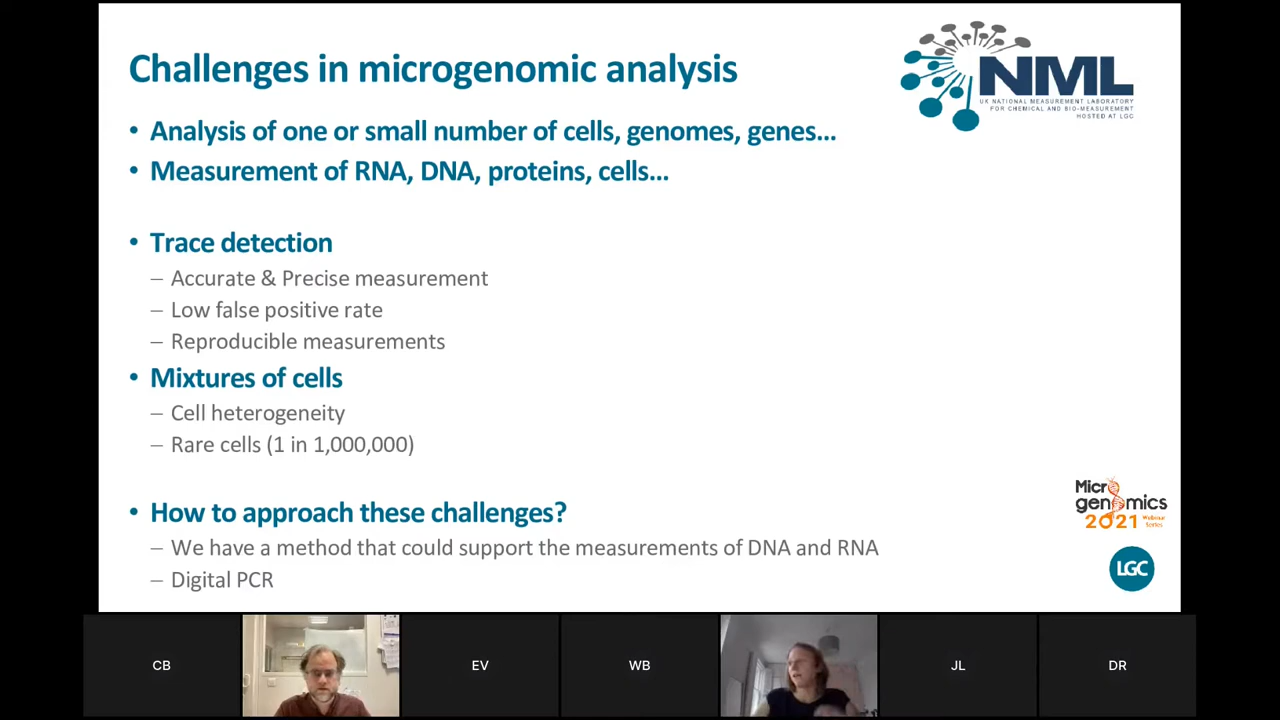 Challenges in microgenomic analysis
NML
UK NATIONAL MEASUREMENT LABORATORY
FOR CHEMICAL AND BIO-MEASUREMENT
HOSTED AT LGC
• Analysis of one or small number of cells, genomes, genes...
• Measurement of RNA, DNA, proteins, cells...
• Trace detection
– Accurate & Precise measurement
– Low false positive rate
– Reproducible measurements
• Mixtures of cells
– Cell heterogeneity
– Rare cells (1 in 1,000,000)
• How to approach these challenges?
– We have a method that could support the measurements of DNA and RNA
– Digital PCR
Micr
genomics
2021 Webinar Series
LGC
CB
EV
WB
JL
DR